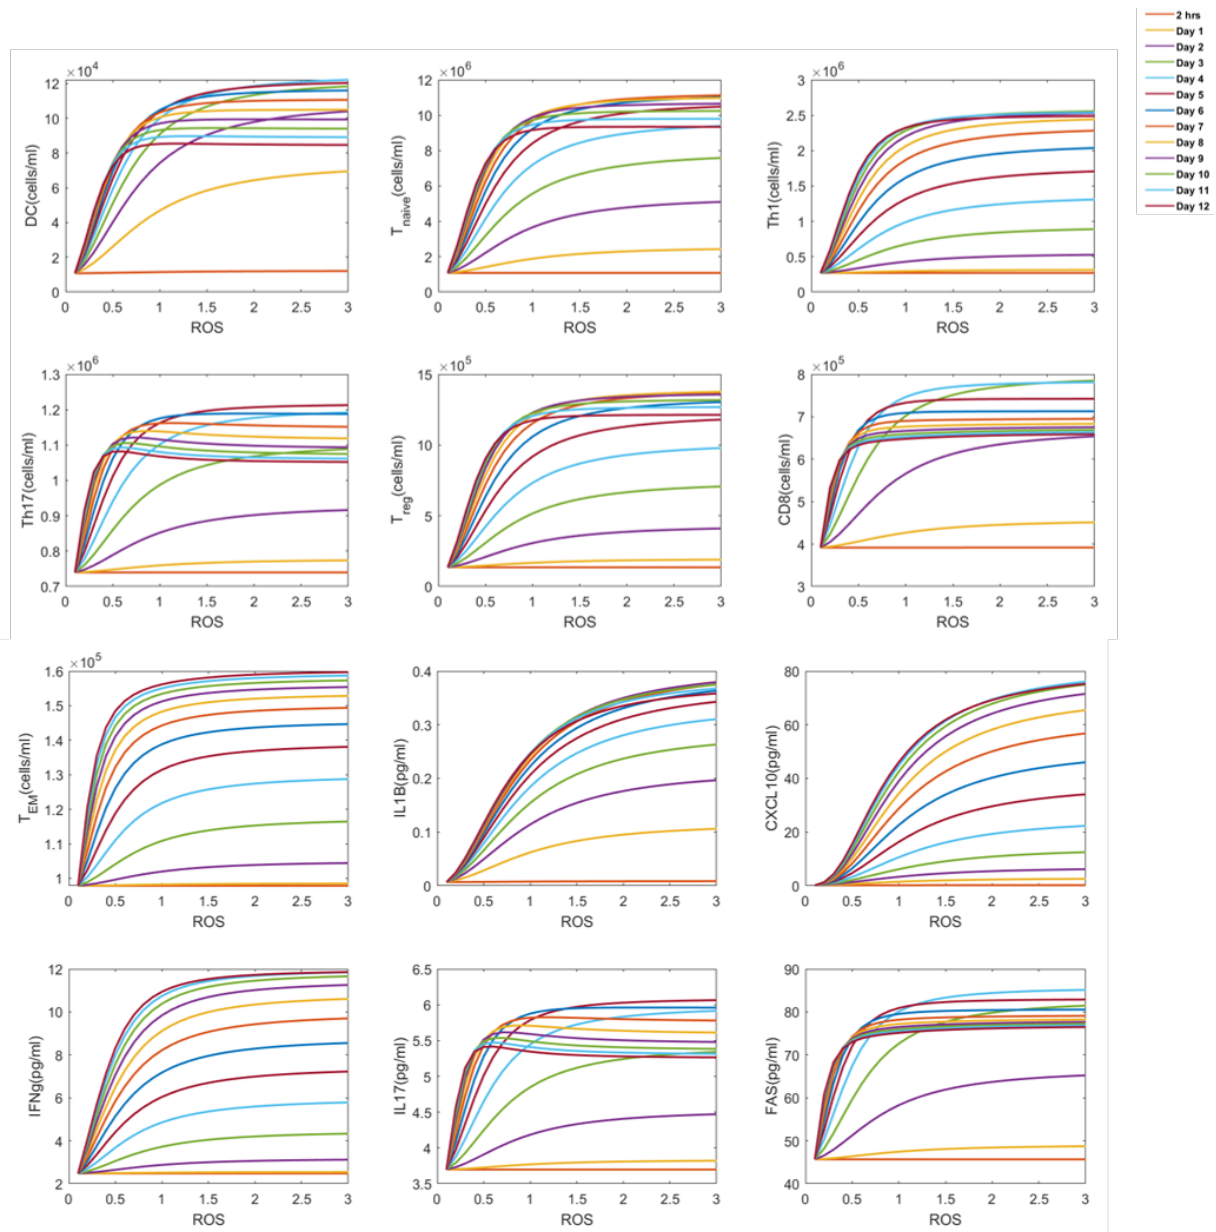 2 hrs
Day 1
Day 2
Day 3
Day 4
Day 5
Day 6
Day 7
Day 8
Day 9
Day 10
Day 11
Day 12
×10⁴
12
10
8
6
4
2
0
DC(cells/ml)
0 0.5 1 1.5 2 2.5 3
ROS
×10⁶
12
10
8
6
4
2
0
T_naive(cells/ml)
0 0.5 1 1.5 2 2.5 3
ROS
×10⁶
3
2.5
2
1.5
1
0.5
0
Th1(cells/ml)
0 0.5 1 1.5 2 2.5 3
ROS
×10⁶
1.3
1.2
1.1
1
0.9
0.8
0.7
Th17(cells/ml)
0 0.5 1 1.5 2 2.5 3
ROS
×10⁵
15
10
5
0
T_reg(cells/ml)
0 0.5 1 1.5 2 2.5 3
ROS
×10⁵
8
7
6
5
4
3
CD8(cells/ml)
0 0.5 1 1.5 2 2.5 3
ROS
×10⁵
1.6
1.5
1.4
1.3
1.2
1.1
1
T_EM(cells/ml)
0 0.5 1 1.5 2 2.5 3
ROS
0.4
0.3
0.2
0.1
0
IL1B(pg/ml)
0 0.5 1 1.5 2 2.5 3
ROS
80
60
40
20
0
CXCL10(pg/ml)
0 0.5 1 1.5 2 2.5 3
ROS
12
10
8
6
4
2
IFNg(pg/ml)
0 0.5 1 1.5 2 2.5 3
ROS
6.5
6
5.5
5
4.5
4
3.5
IL17(pg/ml)
0 0.5 1 1.5 2 2.5 3
ROS
90
80
70
60
50
40
FAS(pg/ml)
0 0.5 1 1.5 2 2.5 3
ROS